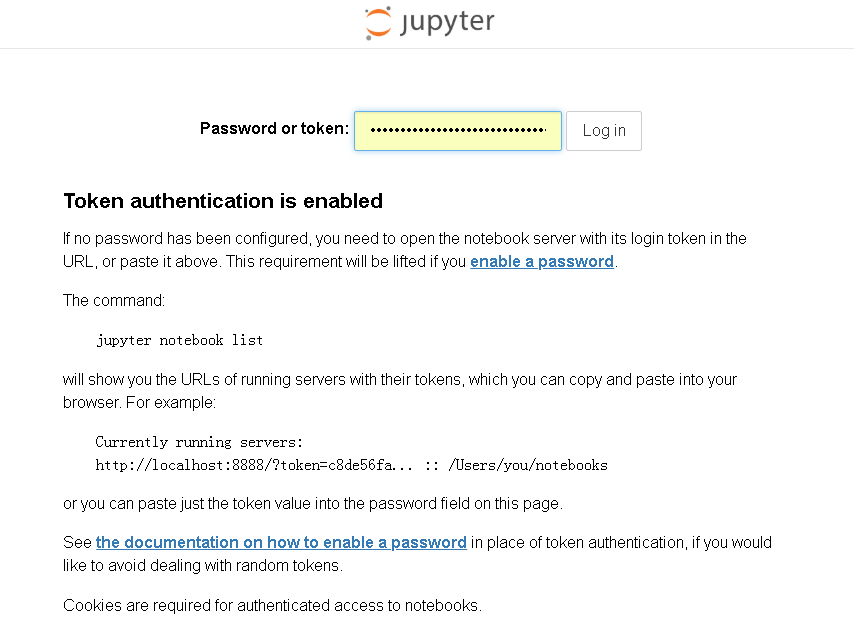 jupyter
Password or token: Log in
Token authentication is enabled
If no password has been configured, you need to open the notebook server with its login token in the
URL, or paste it above. This requirement will be lifted if you enable a password.
The command:
jupyter notebook list
will show you the URLs of running servers with their tokens, which you can copy and paste into your
browser. For example:
Currently running servers:
http://localhost:8888/?token=c8de56fa... :: /Users/you/notebooks
or you can paste just the token value into the password field on this page.
See the documentation on how to enable a password in place of token authentication, if you would
like to avoid dealing with random tokens.
Cookies are required for authenticated access to notebooks.